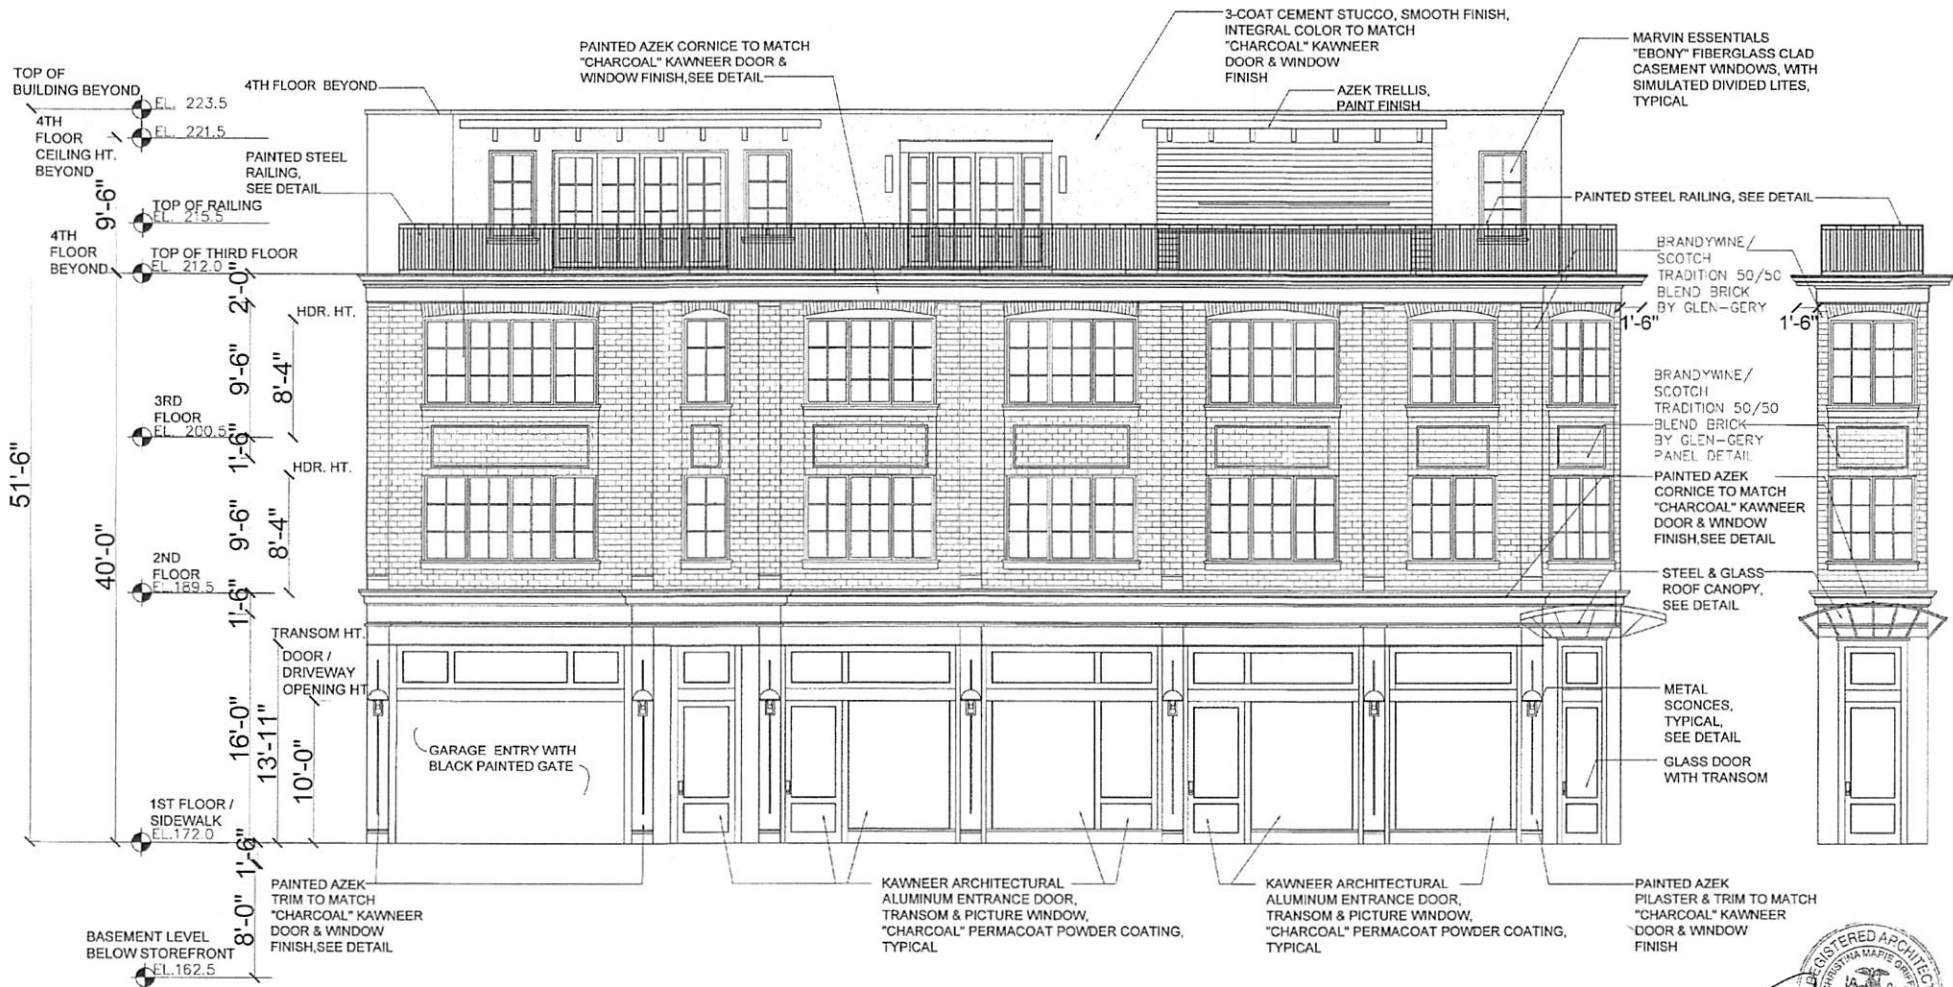 TOP OF
BUILDING BEYOND
EL. 223.5
4TH FLOOR BEYOND
4TH
FLOOR
CEILING HT.
BEYOND
EL. 221.5
9'-6"
PAINTED STEEL
RAILING,
SEE DETAIL
TOP OF RAILING
EL. 215.5
4TH
FLOOR
BEYOND
TOP OF THIRD FLOOR
EL. 212.0
2'-0"
HDR. HT.
9'-6"
8'-4"
3RD
FLOOR
EL. 200.5
1'-6"
HDR. HT.
51'-6"
40'-0"
9'-6"
8'-4"
2ND
FLOOR
EL.189.5
1'-6"
TRANSOM HT.
DOOR /
DRIVEWAY
OPENING HT.
16'-0"
13'-11"
10'-0"
1ST FLOOR /
SIDEWALK
EL.172.0
1'-6"
8'-0"
BASEMENT LEVEL
BELOW STOREFRONT
EL.162.5
PAINTED AZEK CORNICE TO MATCH
"CHARCOAL" KAWNEER DOOR &
WINDOW FINISH,SEE DETAIL
3-COAT CEMENT STUCCO, SMOOTH FINISH,
INTEGRAL COLOR TO MATCH
"CHARCOAL" KAWNEER
DOOR & WINDOW
FINISH
AZEK TRELLIS,
PAINT FINISH
MARVIN ESSENTIALS
"EBONY" FIBERGLASS CLAD
CASEMENT WINDOWS, WITH
SIMULATED DIVIDED LITES,
TYPICAL
PAINTED STEEL RAILING, SEE DETAIL
BRANDYWINE/
SCOTCH
TRADITION 50/50
BLEND BRICK
BY GLEN-GERY
1'-6"
1'-6"
BRANDYWINE/
SCOTCH
TRADITION 50/50
BLEND BRICK
BY GLEN-GERY
PANEL DETAIL
PAINTED AZEK
CORNICE TO MATCH
"CHARCOAL" KAWNEER
DOOR & WINDOW
FINISH,SEE DETAIL
STEEL & GLASS
ROOF CANOPY,
SEE DETAIL
METAL
SCONCES,
TYPICAL,
SEE DETAIL
GLASS DOOR
WITH TRANSOM
GARAGE ENTRY WITH
BLACK PAINTED GATE
PAINTED AZEK
TRIM TO MATCH
"CHARCOAL" KAWNEER
DOOR & WINDOW
FINISH,SEE DETAIL
KAWNEER ARCHITECTURAL
ALUMINUM ENTRANCE DOOR,
TRANSOM & PICTURE WINDOW,
"CHARCOAL" PERMACOAT POWDER COATING,
TYPICAL
KAWNEER ARCHITECTURAL
ALUMINUM ENTRANCE DOOR,
TRANSOM & PICTURE WINDOW,
"CHARCOAL" PERMACOAT POWDER COATING,
TYPICAL
PAINTED AZEK
PILASTER & TRIM TO MATCH
"CHARCOAL" KAWNEER
DOOR & WINDOW
FINISH
REGISTERED ARCHITECT
CHRISTINA MARIE